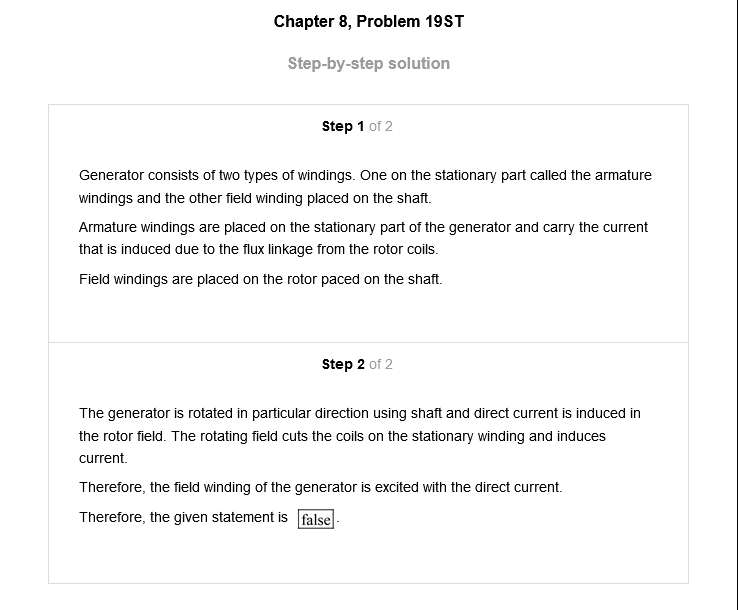 Chapter 8, Problem 19ST
Step-by-step solution
Step 1 of 2
Generator consists of two types of windings. One on the stationary part called the armature
windings and the other field winding placed on the shaft.
Armature windings are placed on the stationary part of the generator and carry the current
that is induced due to the flux linkage from the rotor coils.
Field windings are placed on the rotor paced on the shaft.
Step 2 of 2
The generator is rotated in particular direction using shaft and direct current is induced in
the rotor field. The rotating field cuts the coils on the stationary winding and induces
current.
Therefore, the field winding of the generator is excited with the direct current.
Therefore, the given statement is false.